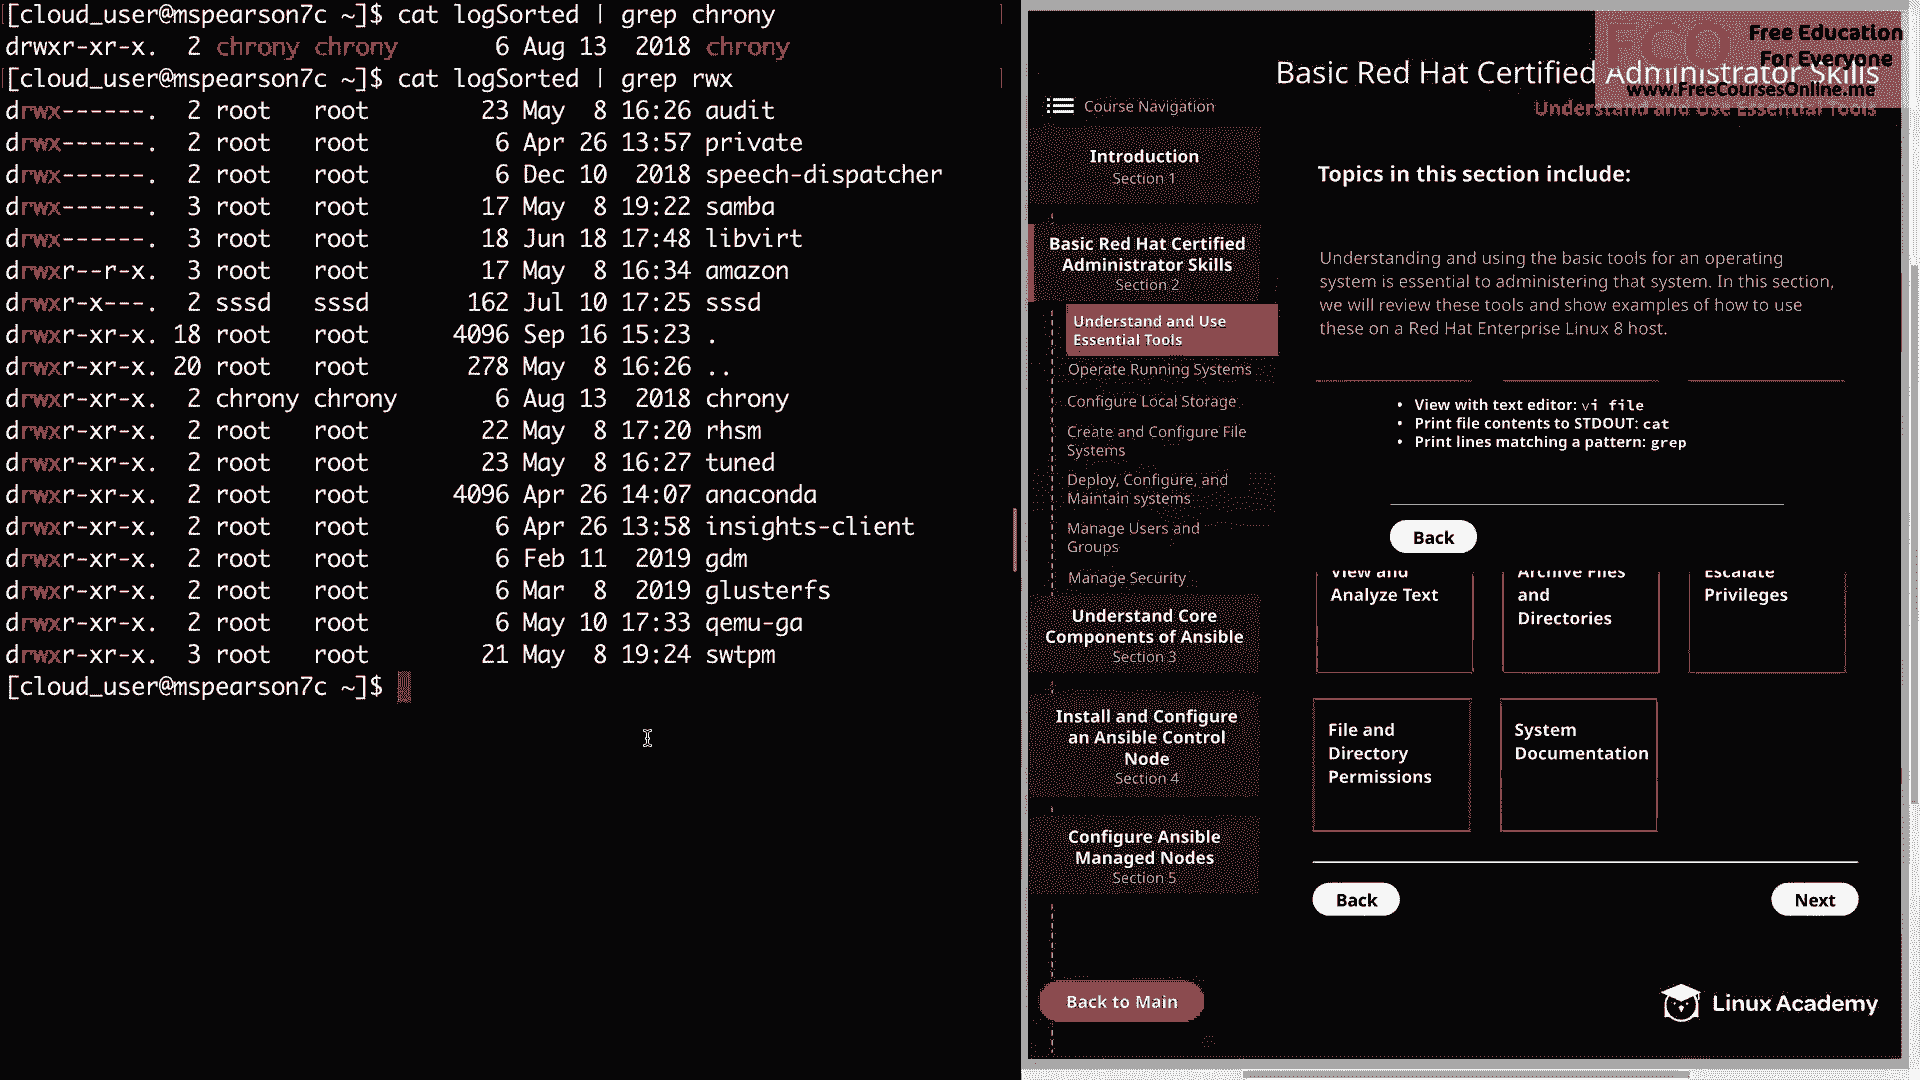 [cloud_user@mspearson7c ~]$ cat logSorted | grep chrony
drwxr-xr-x.  2 chrony chrony       6 Aug 13  2018 chrony
[cloud_user@mspearson7c ~]$ cat logSorted | grep rwx
drwx------.  2 root   root        23 May  8 16:26 audit
drwx------.  2 root   root         6 Apr 26 13:57 private
drwx------.  2 root   root         6 Dec 10  2018 speech-dispatcher
drwx------.  3 root   root        17 May  8 19:22 samba
drwx------.  3 root   root        18 Jun 18 17:48 libvirt
drwxr--r-x.  3 root   root        17 May  8 16:34 amazon
drwxr-x---.  2 sssd   sssd       162 Jul 10 17:25 sssd
drwxr-xr-x. 18 root   root      4096 Sep 16 15:23 .
drwxr-xr-x. 20 root   root       278 May  8 16:26 ..
drwxr-xr-x.  2 chrony chrony       6 Aug 13  2018 chrony
drwxr-xr-x.  2 root   root        22 May  8 17:20 rhsm
drwxr-xr-x.  2 root   root        23 May  8 16:27 tuned
drwxr-xr-x.  2 root   root      4096 Apr 26 14:07 anaconda
drwxr-xr-x.  2 root   root         6 Apr 26 13:58 insights-client
drwxr-xr-x.  2 root   root         6 Feb 11  2019 gdm
drwxr-xr-x.  2 root   root         6 Mar  8  2019 glusterfs
drwxr-xr-x.  2 root   root         6 May 10 17:33 qemu-ga
drwxr-xr-x.  3 root   root        21 May  8 19:24 swtpm
[cloud_user@mspearson7c ~]$
FCO
Free Education
For Everyone
www.FreeCoursesOnline.me
Basic Red Hat Certified Administrator Skills
Understand and Use Essential Tools
Course Navigation
Introduction
Section 1
Basic Red Hat Certified
Administrator Skills
Section 2
Understand and Use
Essential Tools
Operate Running Systems
Configure Local Storage
Create and Configure File
Systems
Deploy, Configure, and
Maintain systems
Manage Users and
Groups
Manage Security
Understand Core
Components of Ansible
Section 3
Install and Configure
an Ansible Control
Node
Section 4
Configure Ansible
Managed Nodes
Section 5
Back to Main
Topics in this section include:
Understanding and using the basic tools for an operating
system is essential to administering that system. In this section,
we will review these tools and show examples of how to use
these on a Red Hat Enterprise Linux 8 host.
• View with text editor: vi file
• Print file contents to STDOUT: cat
• Print lines matching a pattern: grep
Back
View and
Analyze Text
Archive Files
and
Directories
Escalate
Privileges
File and
Directory
Permissions
System
Documentation
Back
Next
Linux Academy